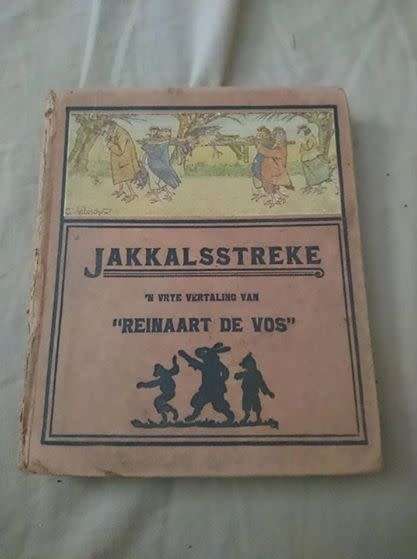 JAKKALSSTREKE
'N VRYE VERTALING VAN
"REINAART DE VOS"